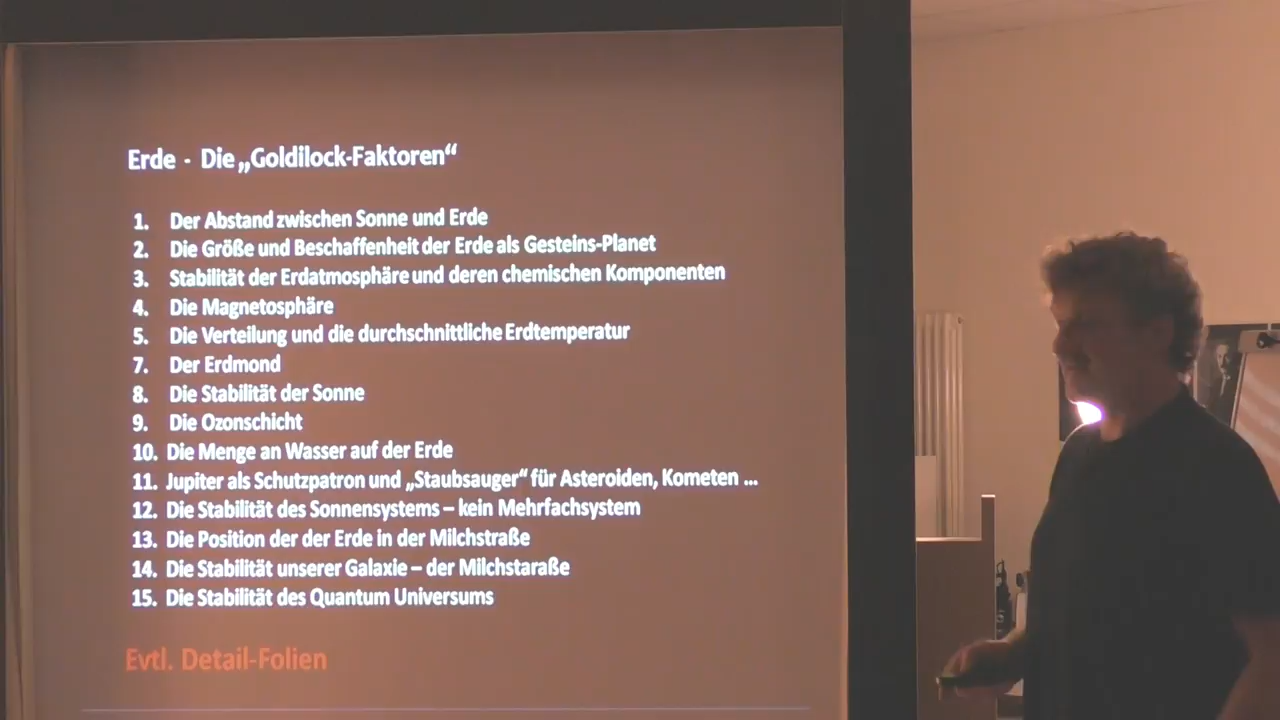 Erde - Die „Goldilock-Faktoren“
1. Der Abstand zwischen Sonne und Erde
2. Die Größe und Beschaffenheit der Erde als Gesteins-Planet
3. Stabilität der Erdatmosphäre und deren chemischen Komponenten
4. Die Magnetosphäre
5. Die Verteilung und die durchschnittliche Erdtemperatur
7. Der Erdmond
8. Die Stabilität der Sonne
9. Die Ozonschicht
10. Die Menge an Wasser auf der Erde
11. Jupiter als Schutzpatron und „Staubsauger“ für Asteroiden, Kometen ...
12. Die Stabilität des Sonnensystems – kein Mehrfachsystem
13. Die Position der der Erde in der Milchstraße
14. Die Stabilität unserer Galaxie – der Milchstaraße
15. Die Stabilität des Quantum Universums
Evtl. Detail-Folien